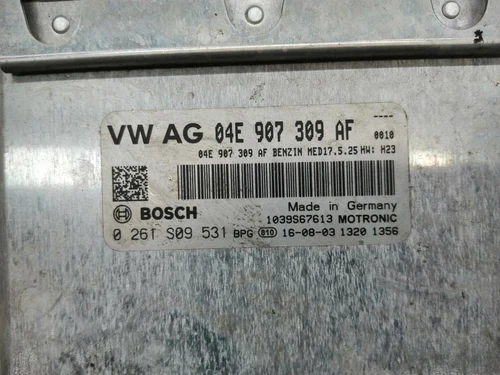 VW AG 04E 907 309 AF
----
0010
04E 907 309 AF BENZIN MED17.5.25 HW: H23
Made in Germany
BOSCH
1039S67613 MOTRONIC
0 261 S09 531 BPG 010 16-08-03 1320 1356